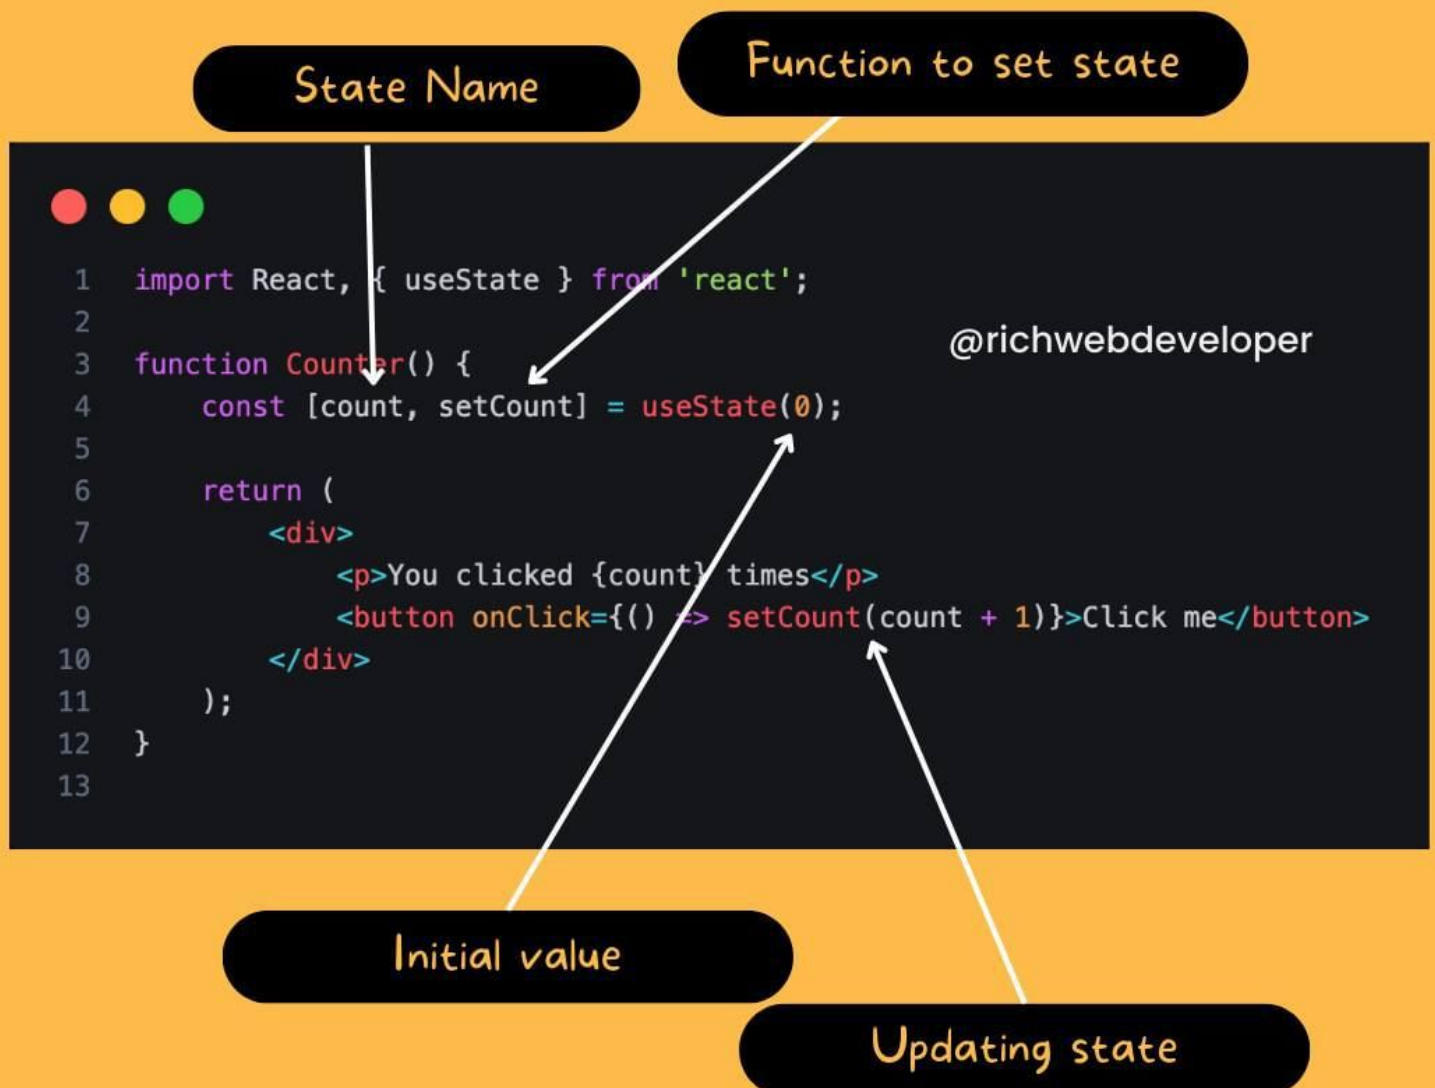 State Name
Function to set state
1 import React, { useState } from 'react';
2
@richwebdeveloper
3 function Counter() {
4     const [count, setCount] = useState(0);
5
6     return (
7         <div>
8             <p>You clicked {count} times</p>
9             <button onClick={() => setCount(count + 1)}>Click me</button>
10         </div>
11     );
12 }
13
Initial value
Updating state